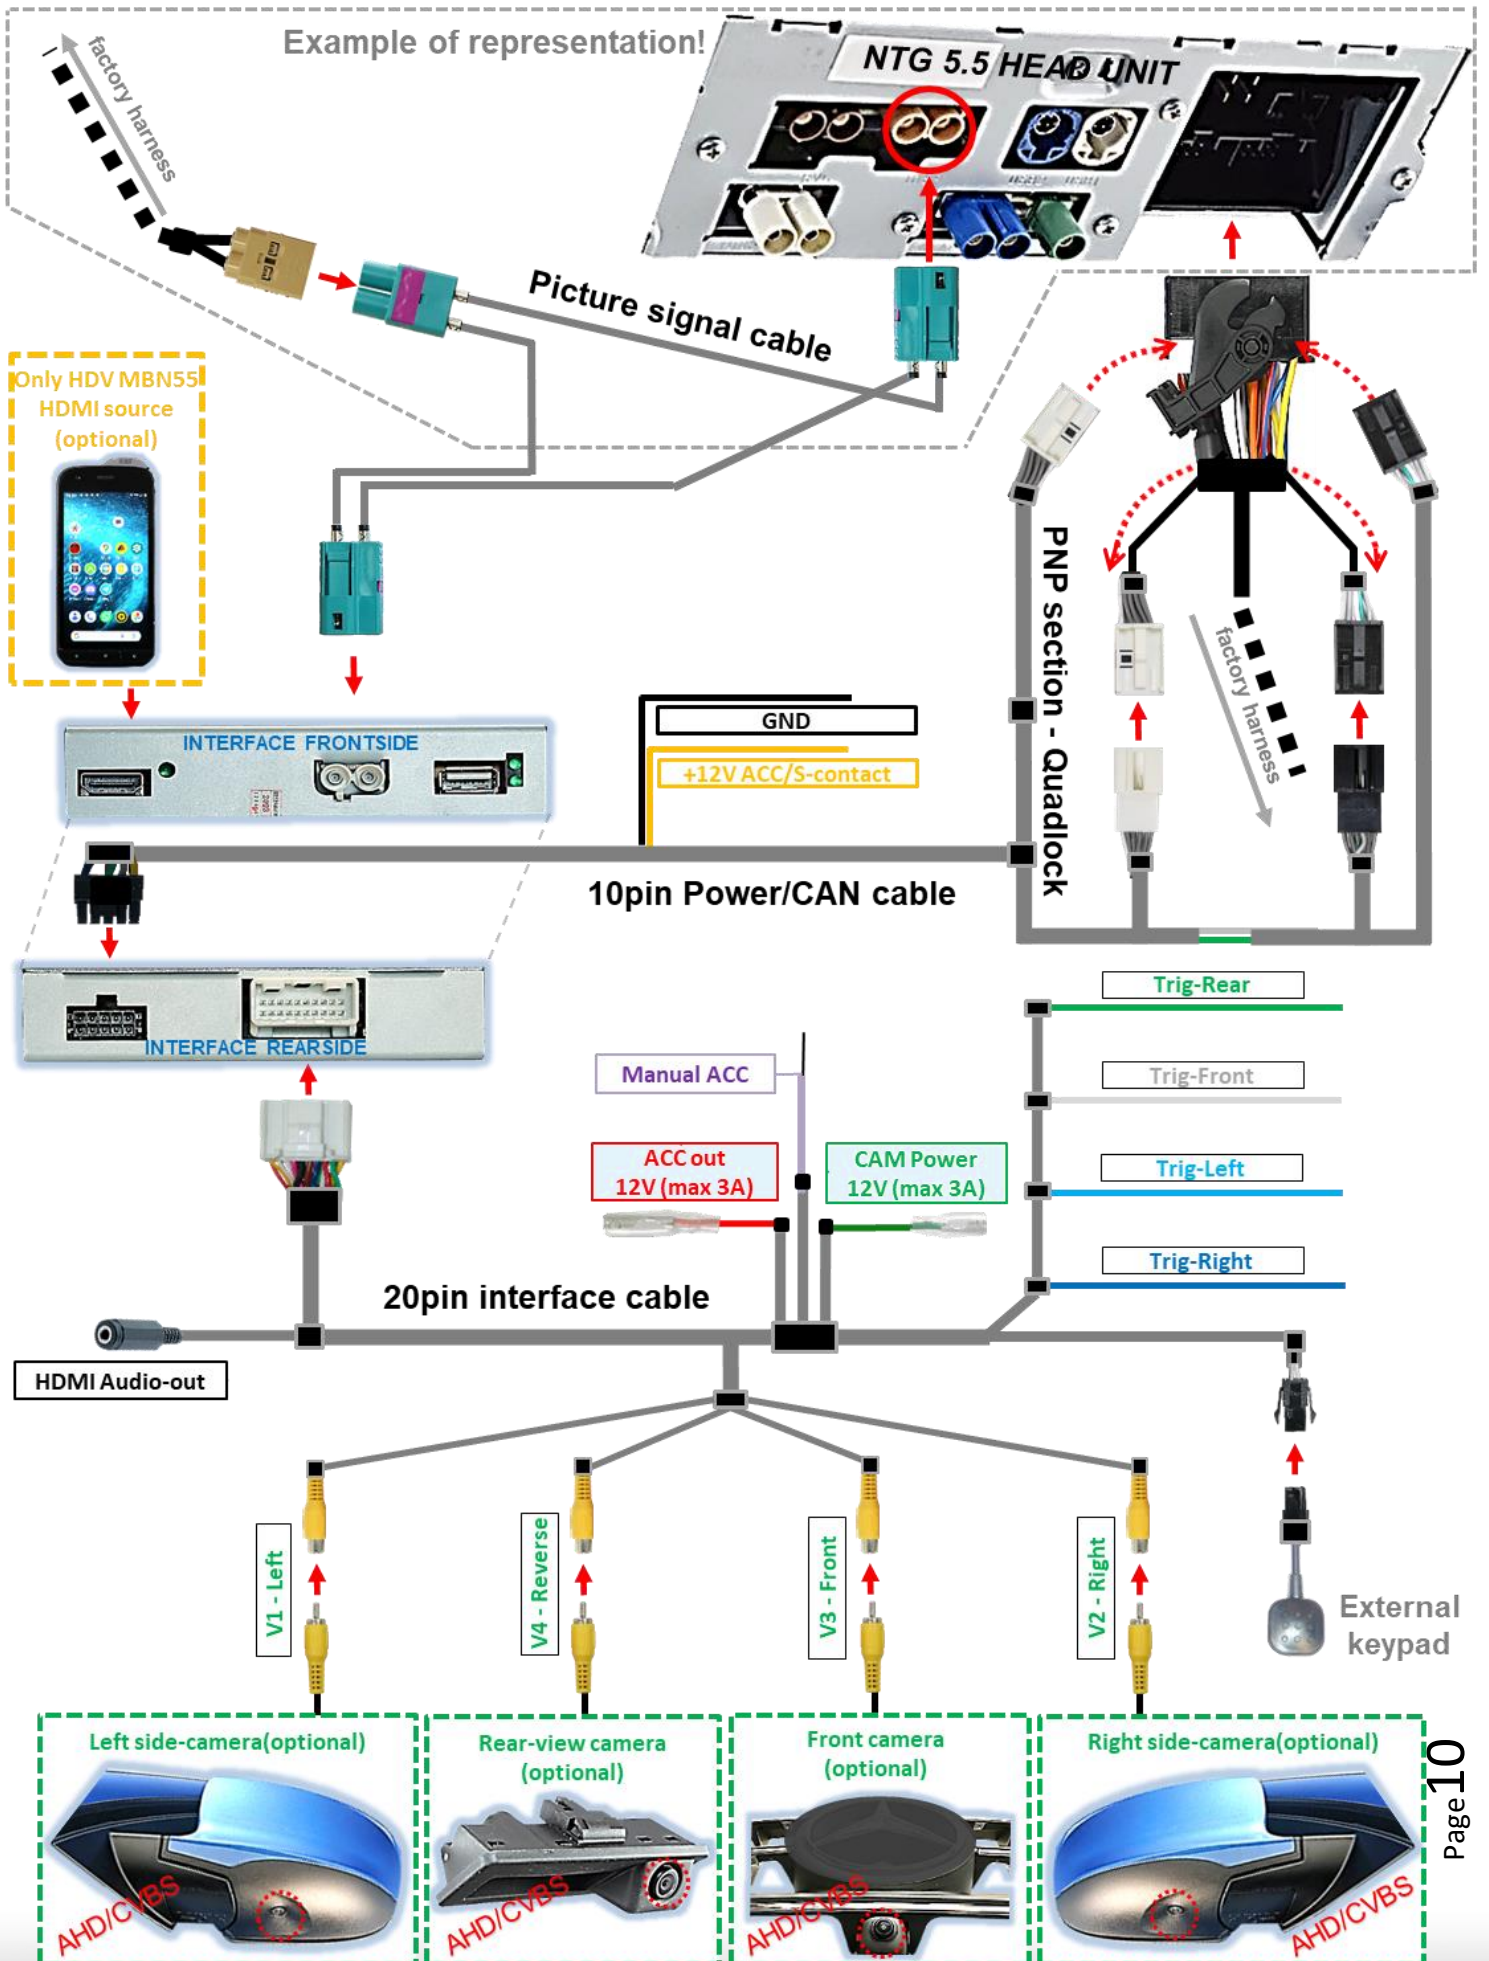 Example of representation!
NTG 5.5 HEAD UNIT
factory harness
Picture signal cable
Only HDV MBN55
HDMI source
(optional)
PNP section - Quadlock
factory harness
GND
+12V ACC/S-contact
INTERFACE FRONTSIDE
10pin Power/CAN cable
INTERFACE REARSIDE
Trig-Rear
Manual ACC
Trig-Front
ACC out
12V (max 3A)
CAM Power
12V (max 3A)
Trig-Left
Trig-Right
20pin interface cable
HDMI Audio-out
V1 - Left
V4 - Reverse
V3 - Front
V2 - Right
External
keypad
Left side-camera(optional)
Rear-view camera
(optional)
Front camera
(optional)
Right side-camera(optional)
AHD/CVBS
AHD/CVBS
AHD/CVBS
AHD/CVBS
Page 10